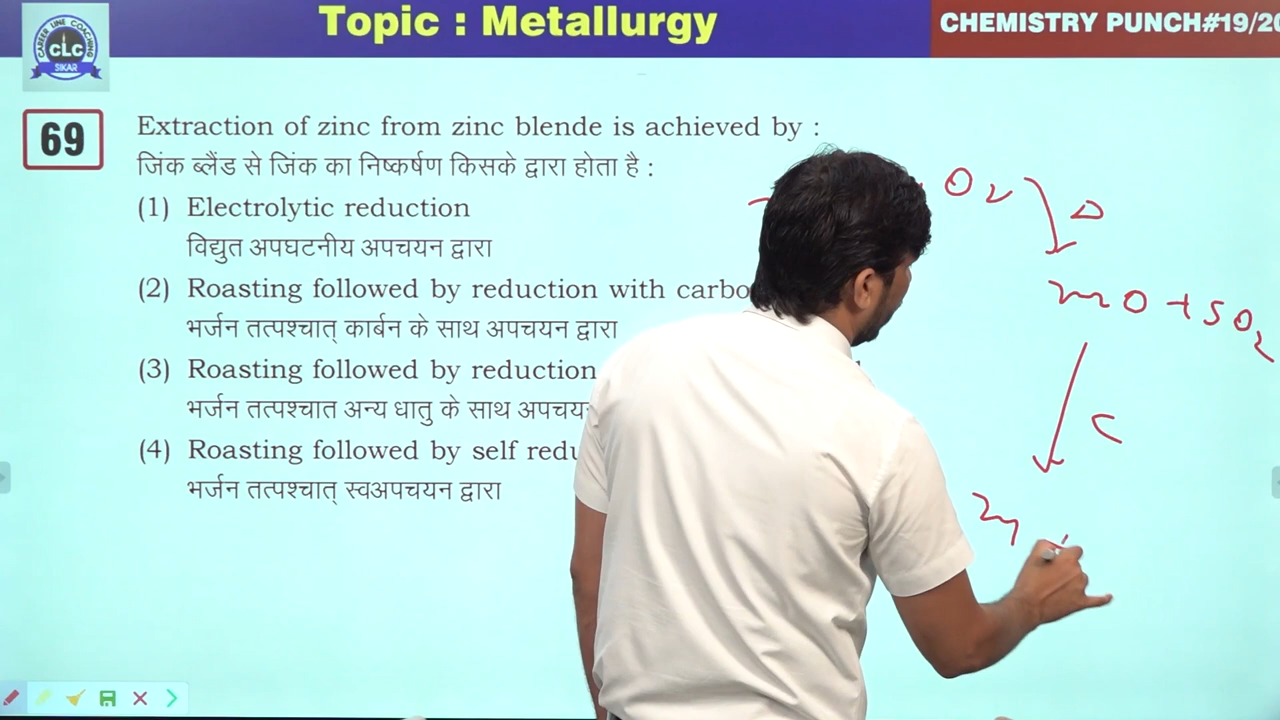 Topic : Metallurgy
CHEMISTRY PUNCH#19/20
CAREER LINE COACHING
CLC
SIKAR
69
Extraction of zinc from zinc blende is achieved by :
जिंक ब्लैंड से जिंक का निष्कर्षण किसके द्वारा होता है :
(1) Electrolytic reduction
विद्युत अपघटनीय अपचयन द्वारा
(2) Roasting followed by reduction with carbo
भर्जन तत्पश्चात् कार्बन के साथ अपचयन द्वारा
(3) Roasting followed by reduction
भर्जन तत्पश्चात अन्य धातु के साथ अपचय
(4) Roasting followed by self redu
भर्जन तत्पश्चात् स्वअपचयन द्वारा
O2
Δ
ZnO + SO2
C
Zn